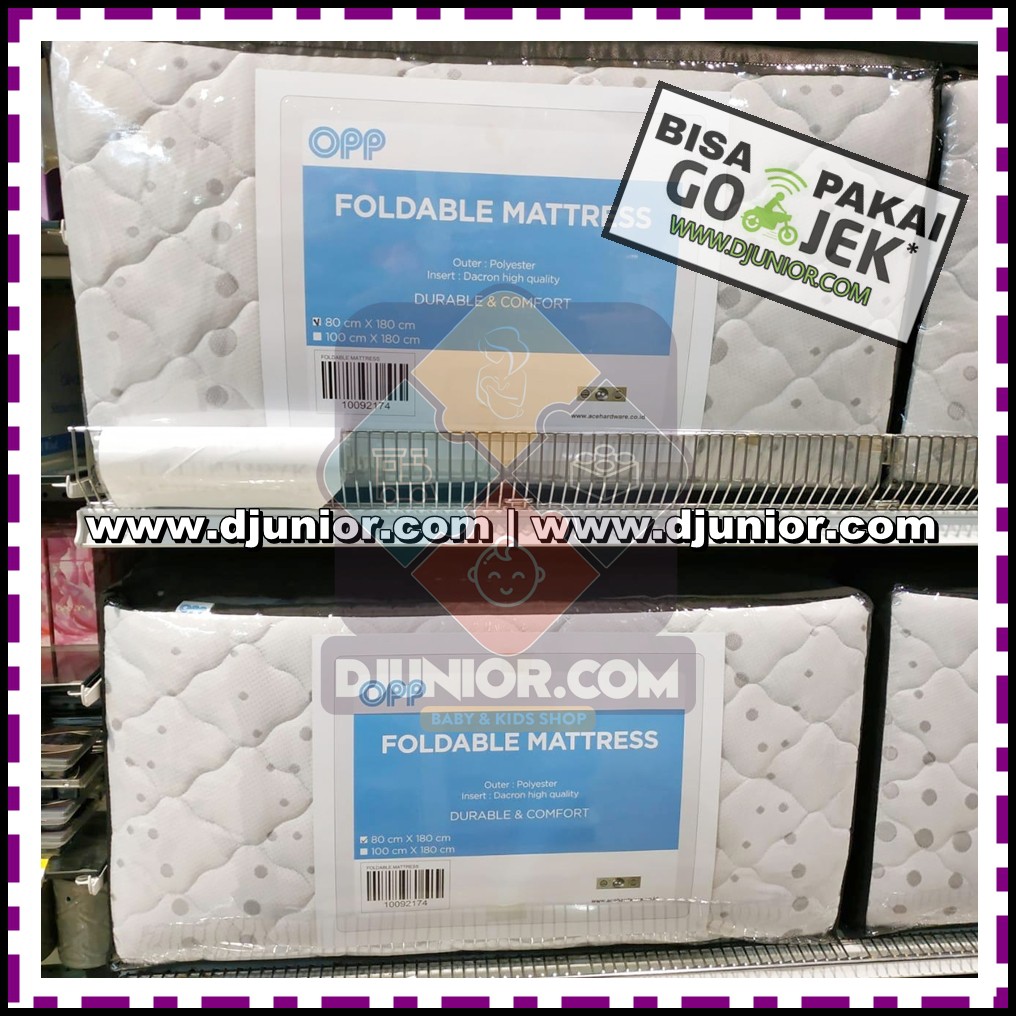 OPP
FOLDABLE MATTRESS
Outer : Polyester
Insert : Dacron high quality
DURABLE & COMFORT
80 cm X 180 cm
100 cm X 180 cm
FOLDABLE MATTRESS
10092174
www.acehardware.co.id
BISA PAKAI
GO JEK*
WWW.DJUNIOR.COM
www.djunior.com | www.djunior.com
OPP
DJUNIOR.COM
BABY & KIDS SHOP
OPP
FOLDABLE MATTRESS
Outer : Polyester
Insert : Dacron high quality
DURABLE & COMFORT
80 cm X 180 cm
100 cm X 180 cm
FOLDABLE MATTRESS
10092174